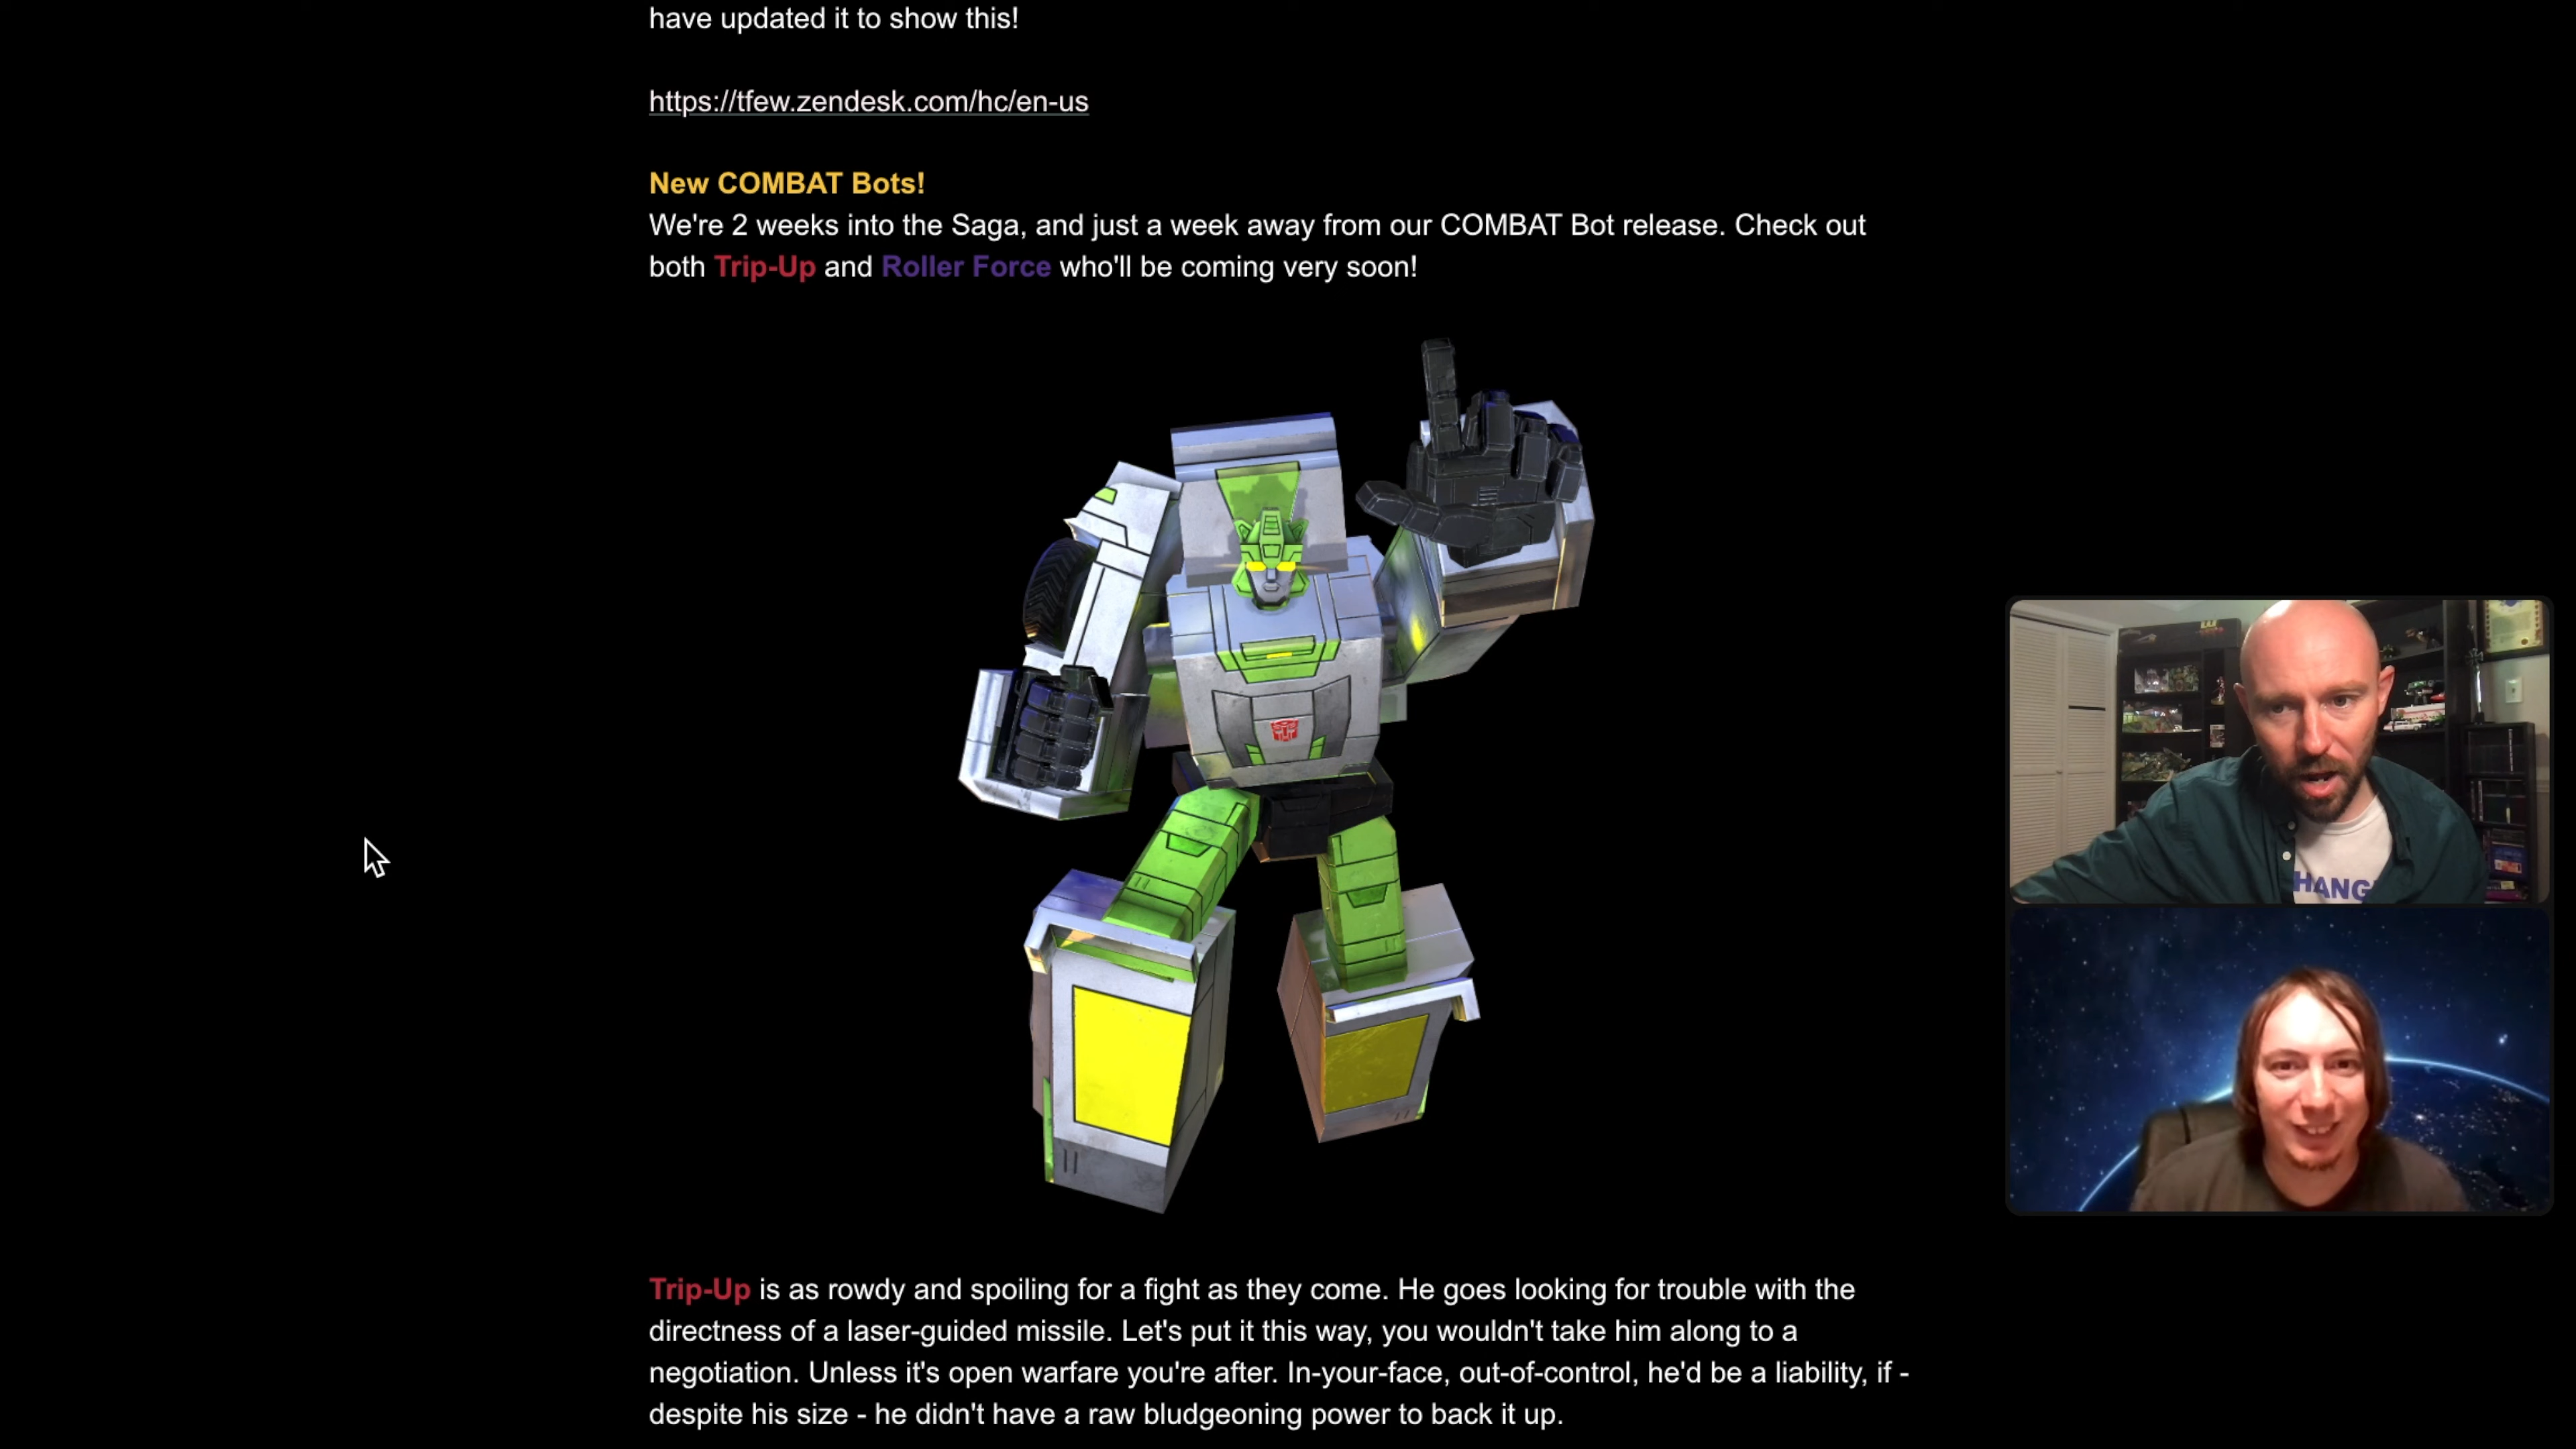 have updated it to show this!
https://tfew.zendesk.com/hc/en-us
New COMBAT Bots!
We're 2 weeks into the Saga, and just a week away from our COMBAT Bot release. Check out
both Trip-Up and Roller Force who'll be coming very soon!
HANG
Trip-Up is as rowdy and spoiling for a fight as they come. He goes looking for trouble with the
directness of a laser-guided missile. Let's put it this way, you wouldn't take him along to a
negotiation. Unless it's open warfare you're after. In-your-face, out-of-control, he'd be a liability, if -
despite his size - he didn't have a raw bludgeoning power to back it up.